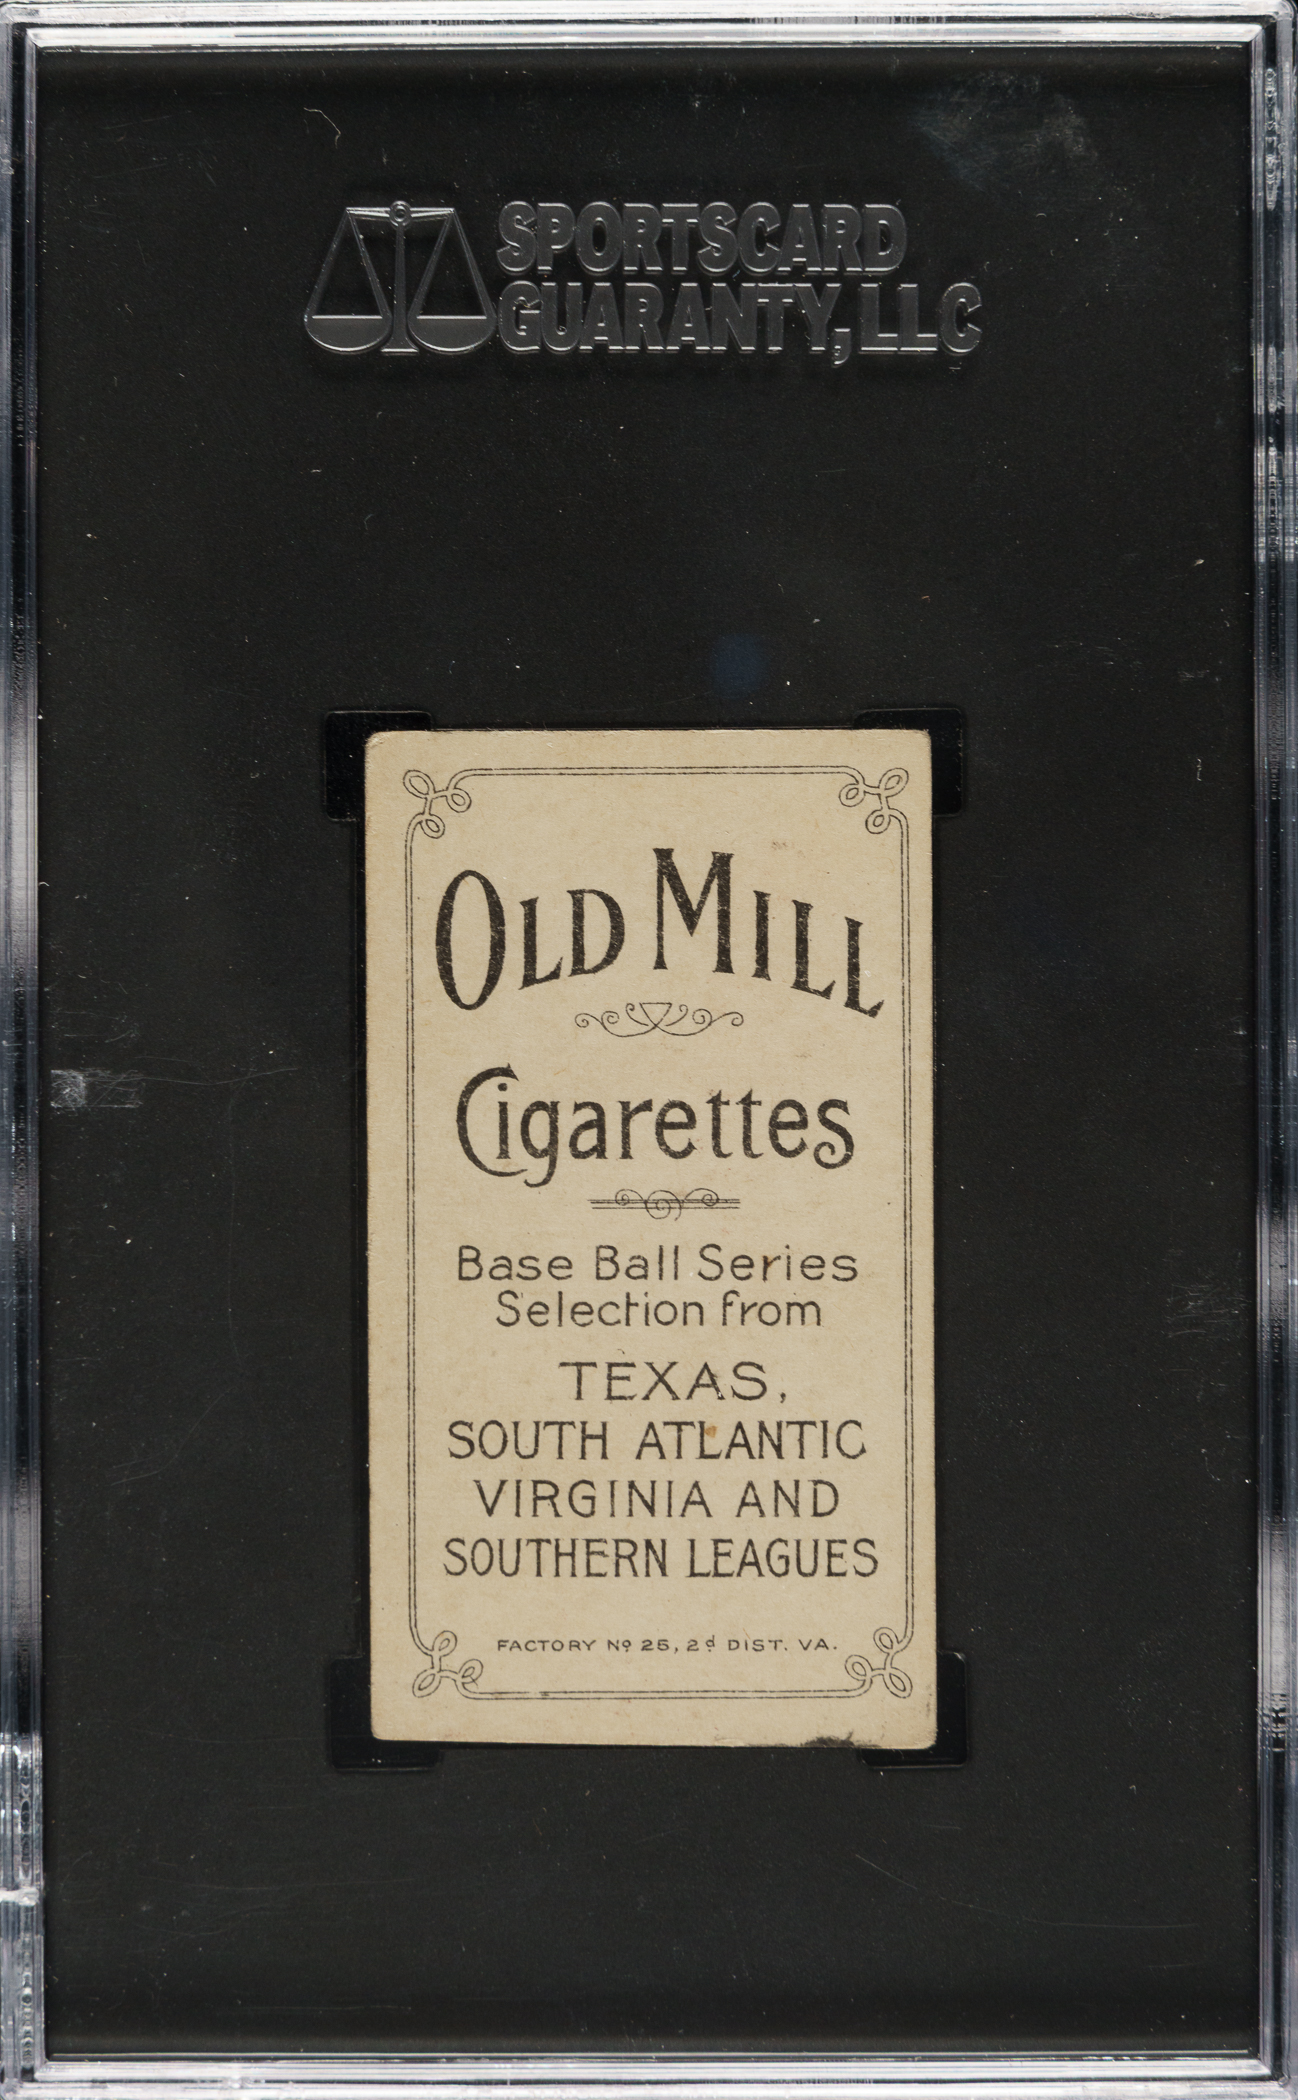 SPORTSCARD
GUARANTY, LLC
OLD MILL
Cigarettes
Base Ball Series
Selection from
TEXAS,
SOUTH ATLANTIC
VIRGINIA AND
SOUTHERN LEAGUES
FACTORY Nº 25, 2d DIST. VA.